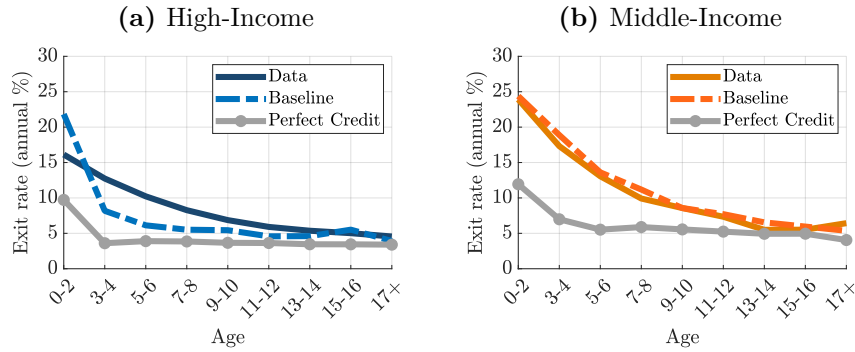 (a) High-Income
Exit rate (annual %)
30
25
20
15
10
5
0
Data
Baseline
Perfect Credit
0-2
3-4
5-6
7-8
9-10
11-12
13-14
15-16
17+
Age
(b) Middle-Income
Exit rate (annual %)
30
25
20
15
10
5
0
Data
Baseline
Perfect Credit
0-2
3-4
5-6
7-8
9-10
11-12
13-14
15-16
17+
Age